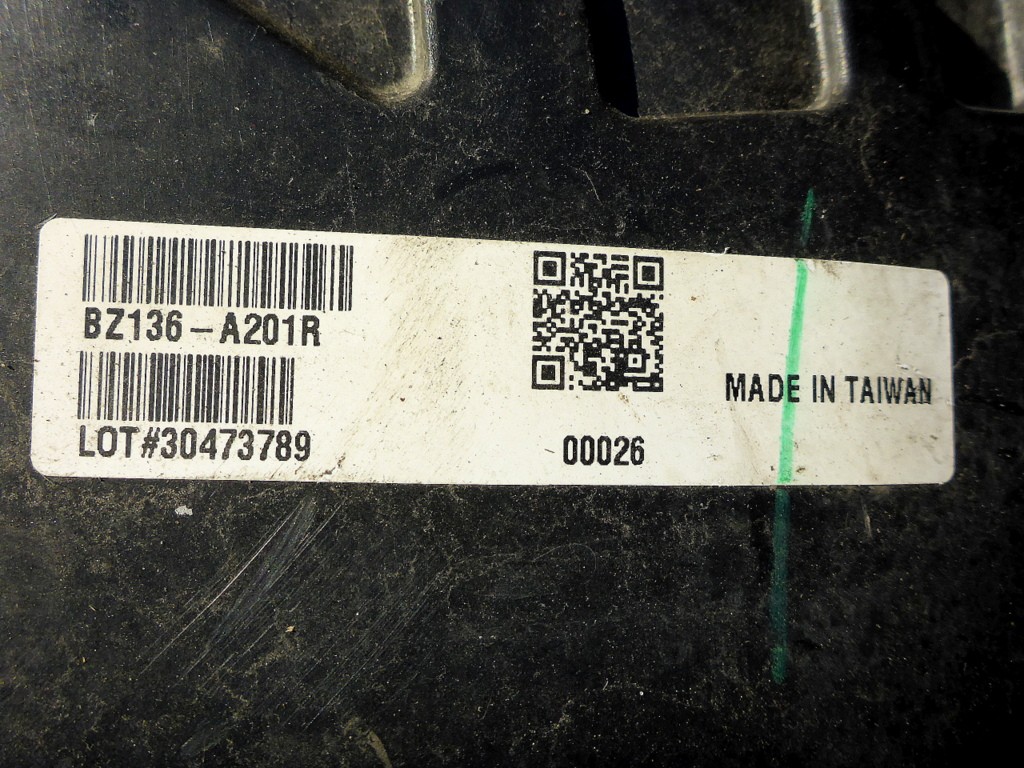 BZ136-A201R
LOT#30473789
00026
MADE IN TAIWAN